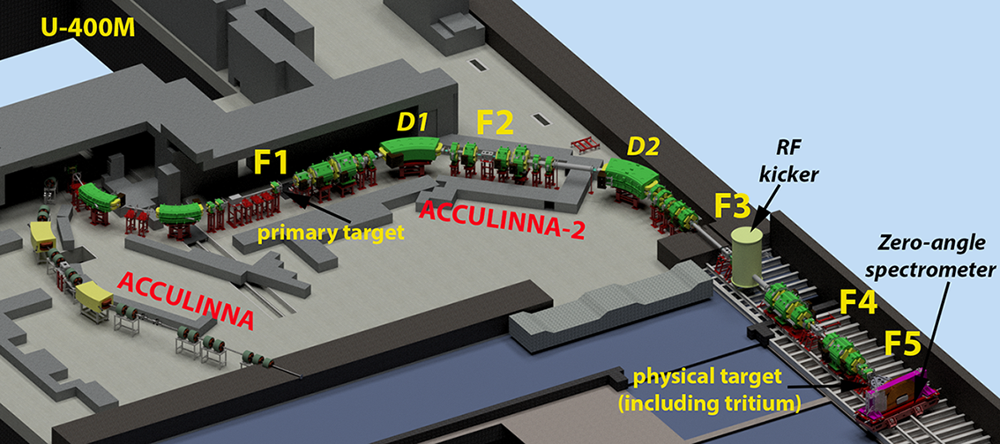 U-400M
D1
F2
F1
D2
RF
kicker
F3
primary target
ACCULINNA-2
ACCULINNA
Zero-angle
spectrometer
F4
F5
physical target
(including tritium)